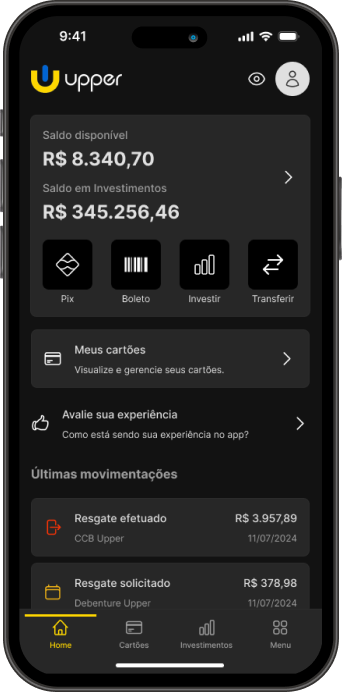 9:41
upper
Saldo disponível
R$ 8.340,70
Saldo em Investimentos
R$ 345.256,46
Pix
Boleto
Investir
Transferir
Meus cartões
Visualize e gerencie seus cartões.
Avalie sua experiência
Como está sendo sua experiência no app?
Últimas movimentações
Resgate efetuado R$ 3.957,89
CCB Upper 11/07/2024
Resgate solicitado R$ 378,98
Debenture Upper 11/07/2024
Home
Cartões
Investimentos
Menu